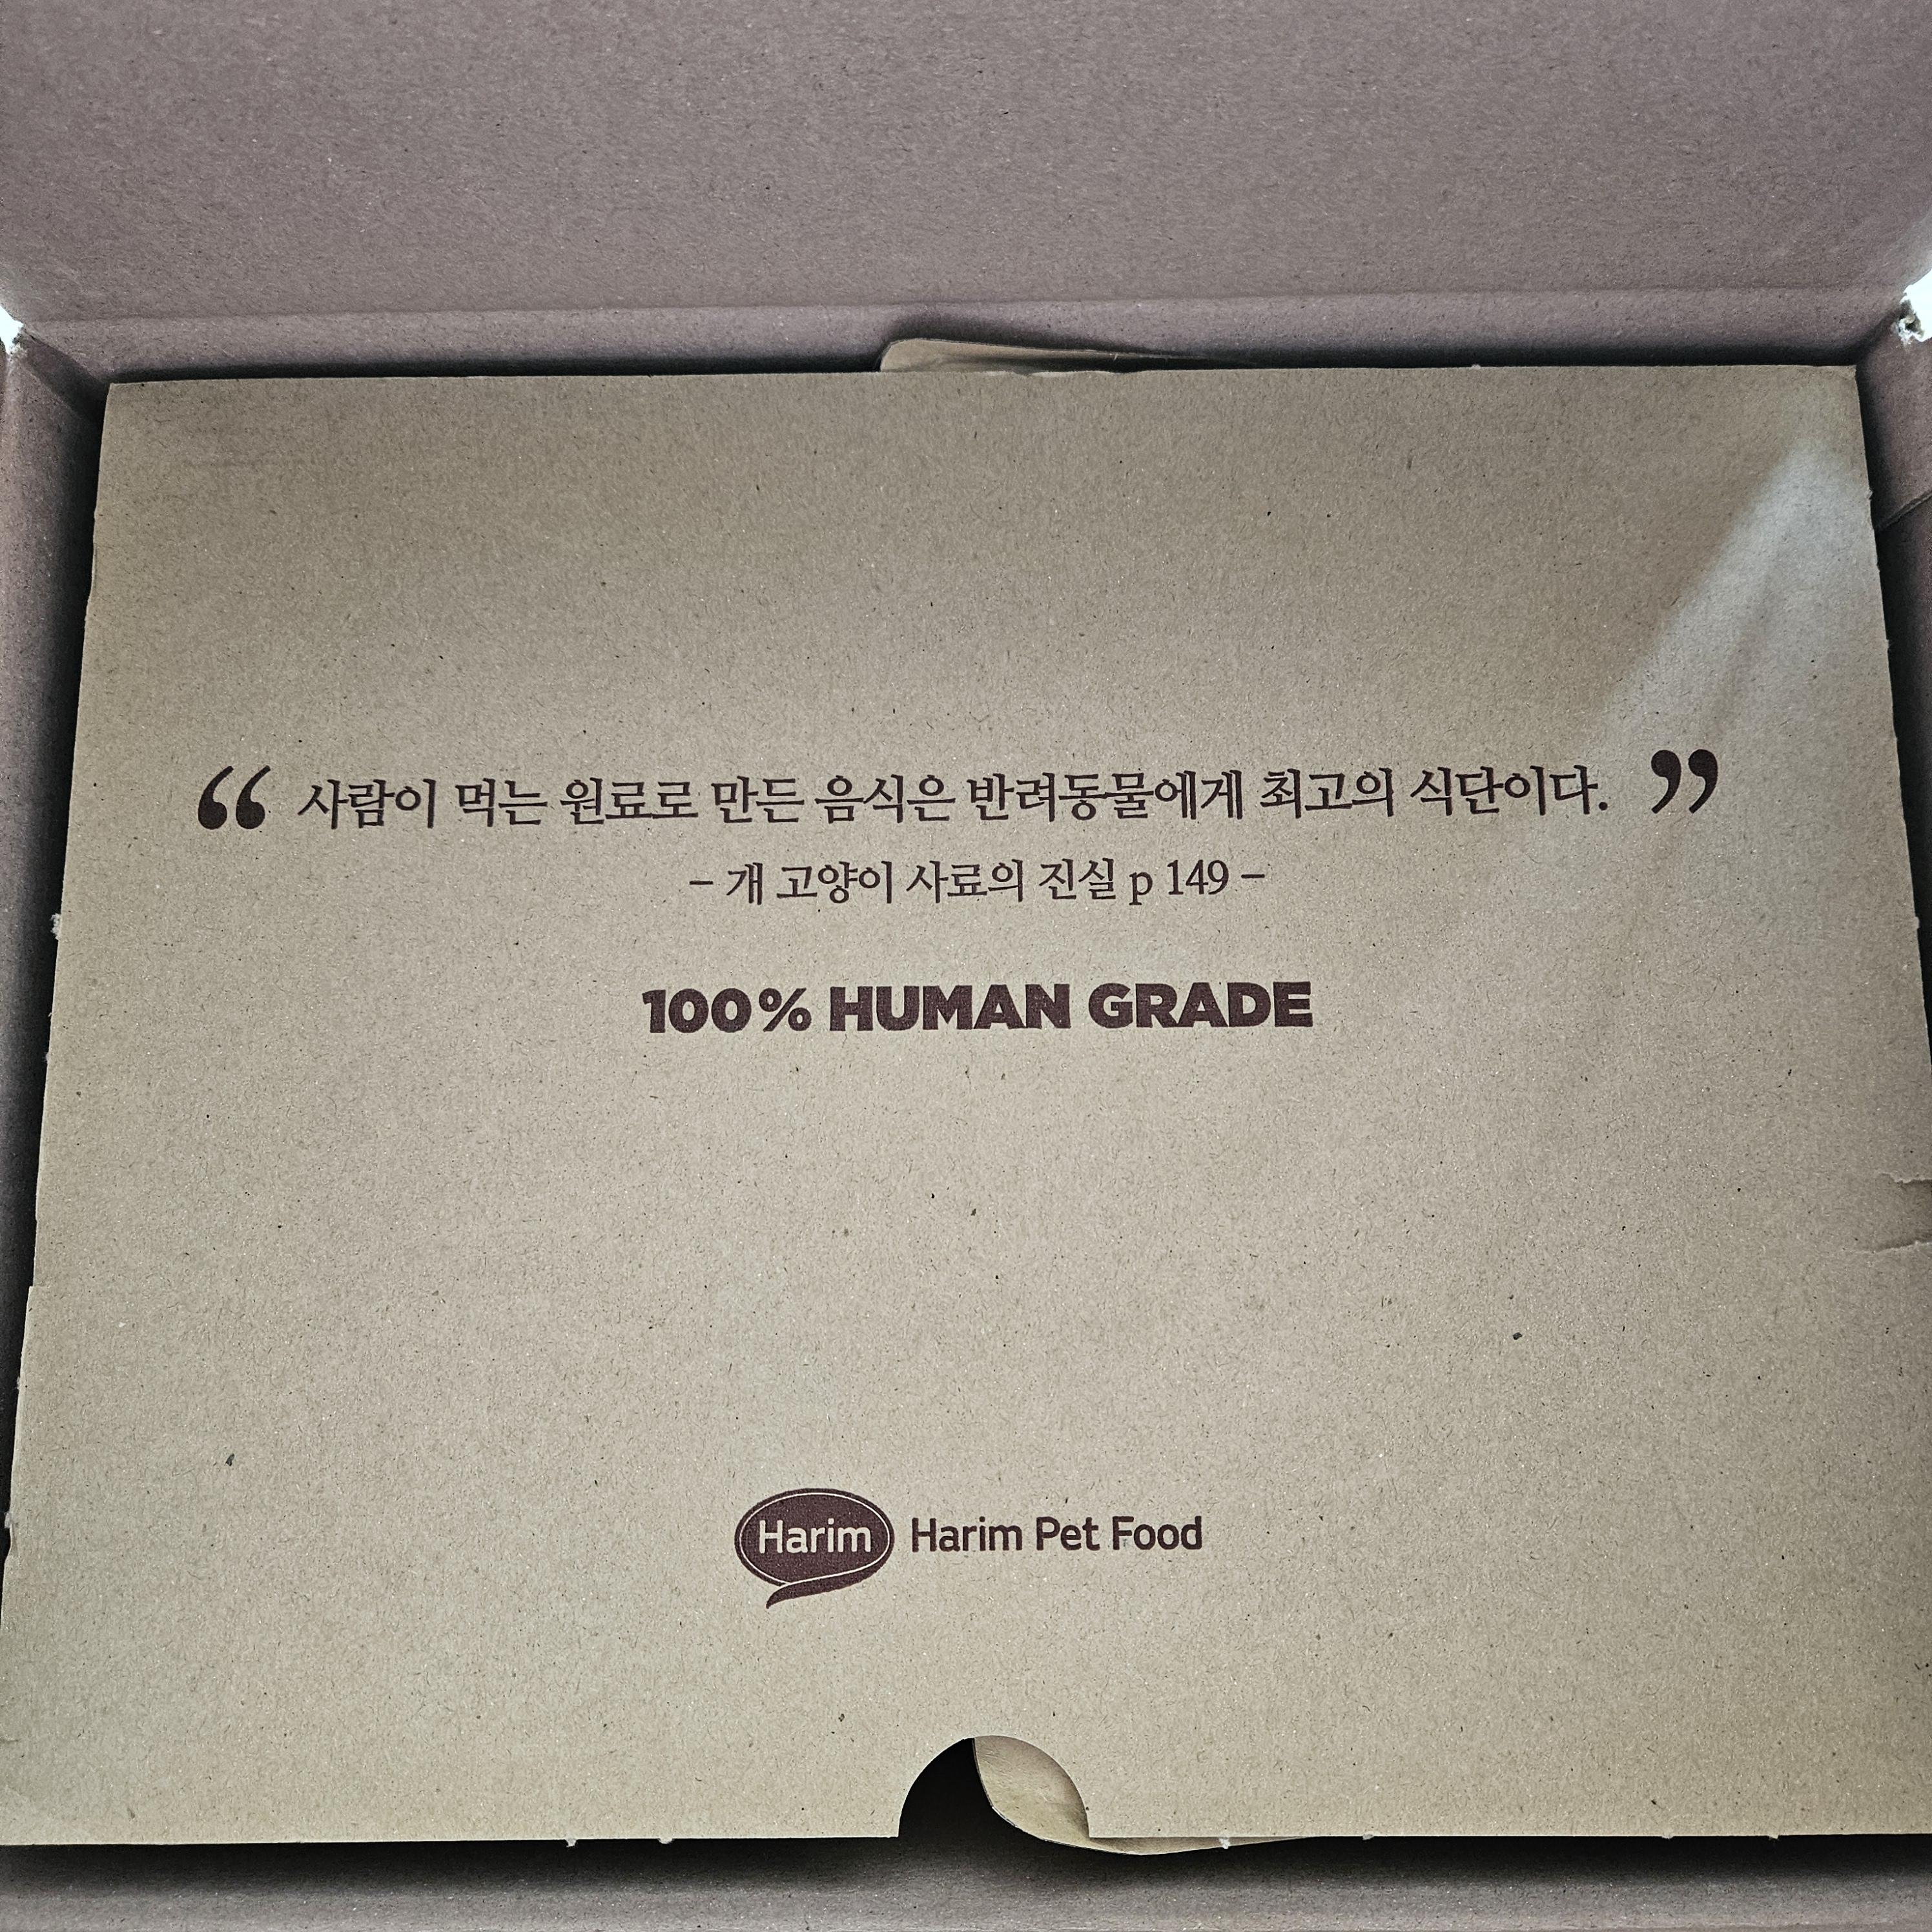 “ 사람이 먹는 원료로 만든 음식은 반려동물에게 최고의 식단이다. ”
– 개 고양이 사료의 진실 p 149 –
100% HUMAN GRADE
Harim Harim Pet Food